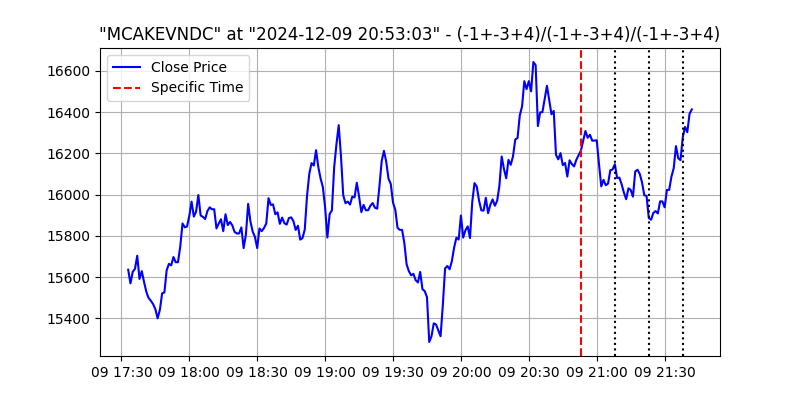 "MCAKEVNDC" at "2024-12-09 20:53:03" - (-1+-3+4)/(-1+-3+4)/(-1+-3+4)
Close Price
Specific Time
16600
16400
16200
16000
15800
15600
15400
09 17:30 09 18:00 09 18:30 09 19:00 09 19:30 09 20:00 09 20:30 09 21:00 09 21:30